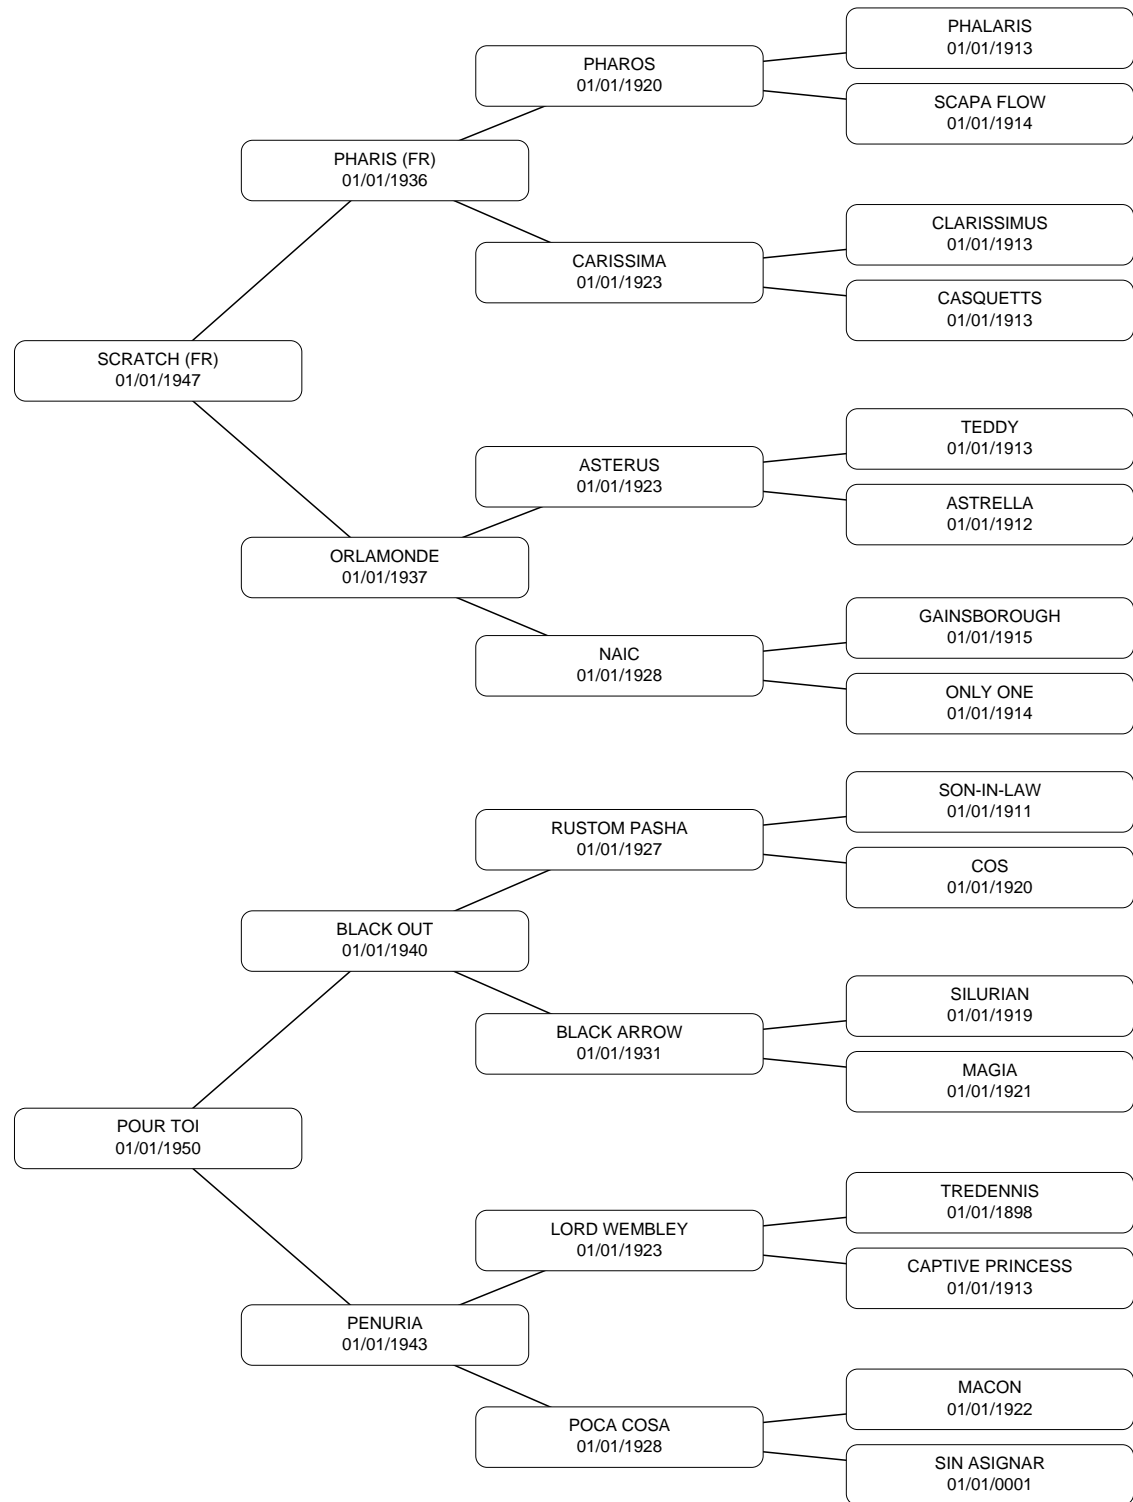 PHALARIS
01/01/1913
PHAROS
01/01/1920
SCAPA FLOW
01/01/1914
PHARIS (FR)
01/01/1936
CLARISSIMUS
01/01/1913
CARISSIMA
01/01/1923
CASQUETTS
01/01/1913
SCRATCH (FR)
01/01/1947
TEDDY
01/01/1913
ASTERUS
01/01/1923
ASTRELLA
01/01/1912
ORLAMONDE
01/01/1937
GAINSBOROUGH
01/01/1915
NAIC
01/01/1928
ONLY ONE
01/01/1914
SON-IN-LAW
01/01/1911
RUSTOM PASHA
01/01/1927
COS
01/01/1920
BLACK OUT
01/01/1940
SILURIAN
01/01/1919
BLACK ARROW
01/01/1931
MAGIA
01/01/1921
POUR TOI
01/01/1950
TREDENNIS
01/01/1898
LORD WEMBLEY
01/01/1923
CAPTIVE PRINCESS
01/01/1913
PENURIA
01/01/1943
MACON
01/01/1922
POCA COSA
01/01/1928
SIN ASIGNAR
01/01/0001